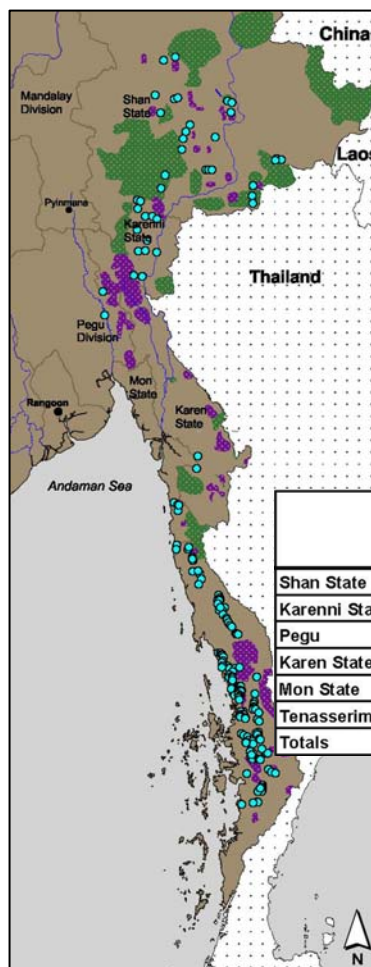 China
Mandalay
Division
Shan
State
Laos
Pyinmana
Karenni
State
Thailand
Pegu
Division
Mon
State
Rangoon
Karen
State
Andaman Sea
Shan State
Karenni Sta
Pegu
Karen State
Mon State
Tenasserim
Totals
N